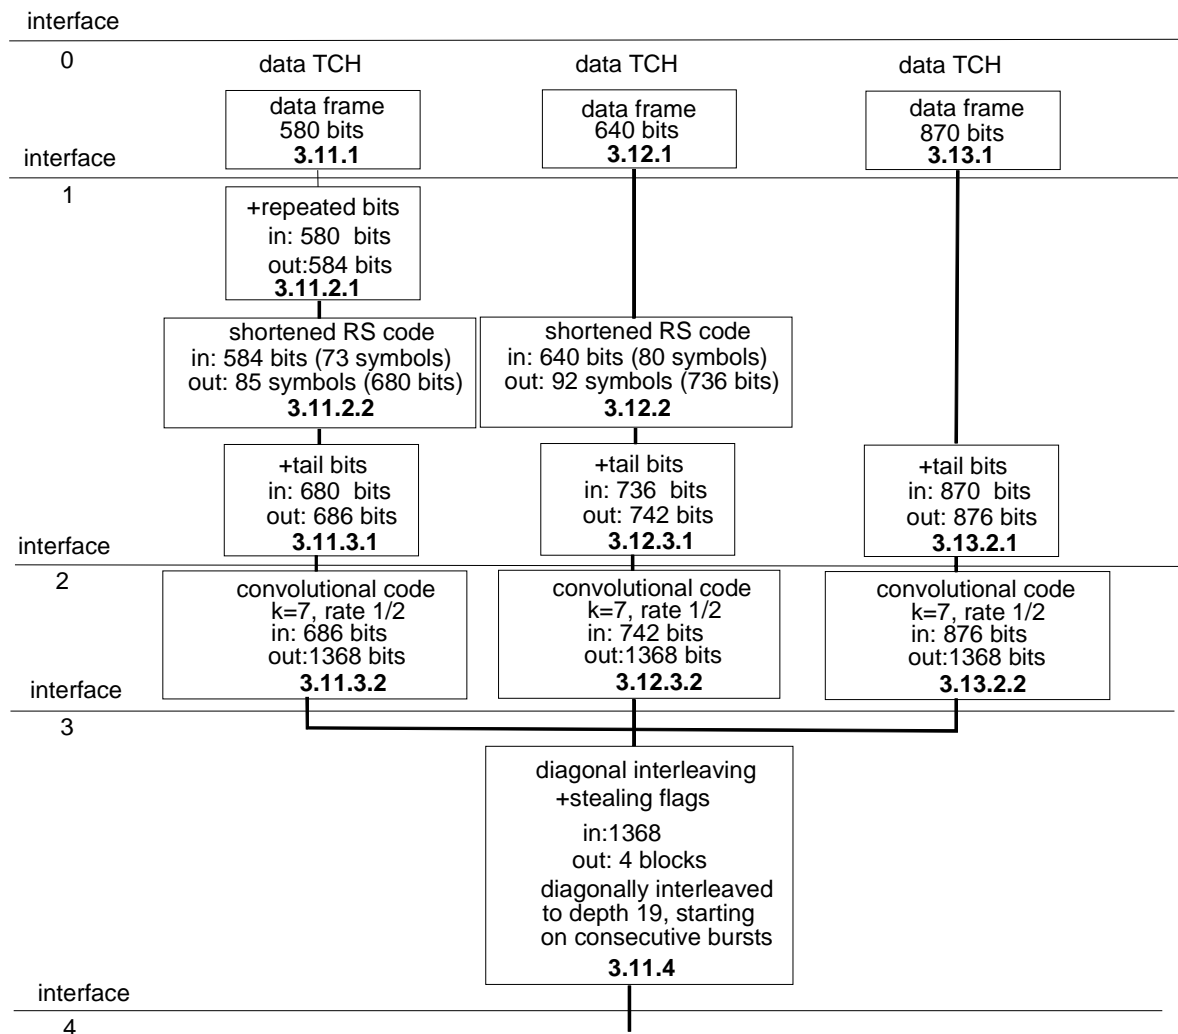 interface
0
data TCH
data TCH
data TCH
data frame
580 bits
3.11.1
data frame
640 bits
3.12.1
data frame
870 bits
3.13.1
interface
1
+repeated bits
in: 580 bits
out:584 bits
3.11.2.1
shortened RS code
in: 584 bits (73 symbols)
out: 85 symbols (680 bits)
3.11.2.2
shortened RS code
in: 640 bits (80 symbols)
out: 92 symbols (736 bits)
3.12.2
+tail bits
in: 680 bits
out: 686 bits
3.11.3.1
+tail bits
in: 736 bits
out: 742 bits
3.12.3.1
+tail bits
in: 870 bits
out: 876 bits
3.13.2.1
interface
2
convolutional code
k=7, rate 1/2
in: 686 bits
out:1368 bits
3.11.3.2
convolutional code
k=7, rate 1/2
in: 742 bits
out:1368 bits
3.12.3.2
convolutional code
k=7, rate 1/2
in: 876 bits
out:1368 bits
3.13.2.2
interface
3
diagonal interleaving
+stealing flags
in:1368
out: 4 blocks
diagonally interleaved
to depth 19, starting
on consecutive bursts
3.11.4
interface
4